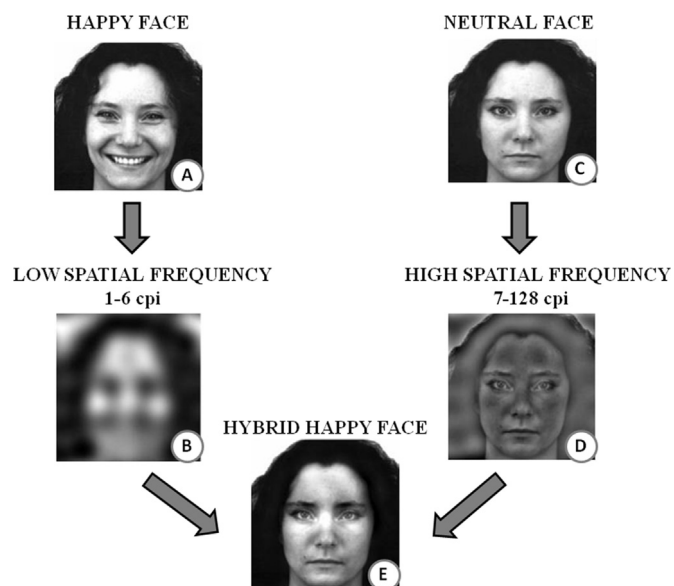 HAPPY FACE
NEUTRAL FACE
A
C
LOW SPATIAL FREQUENCY
1-6 cpi
HIGH SPATIAL FREQUENCY
7-128 cpi
B
D
HYBRID HAPPY FACE
E